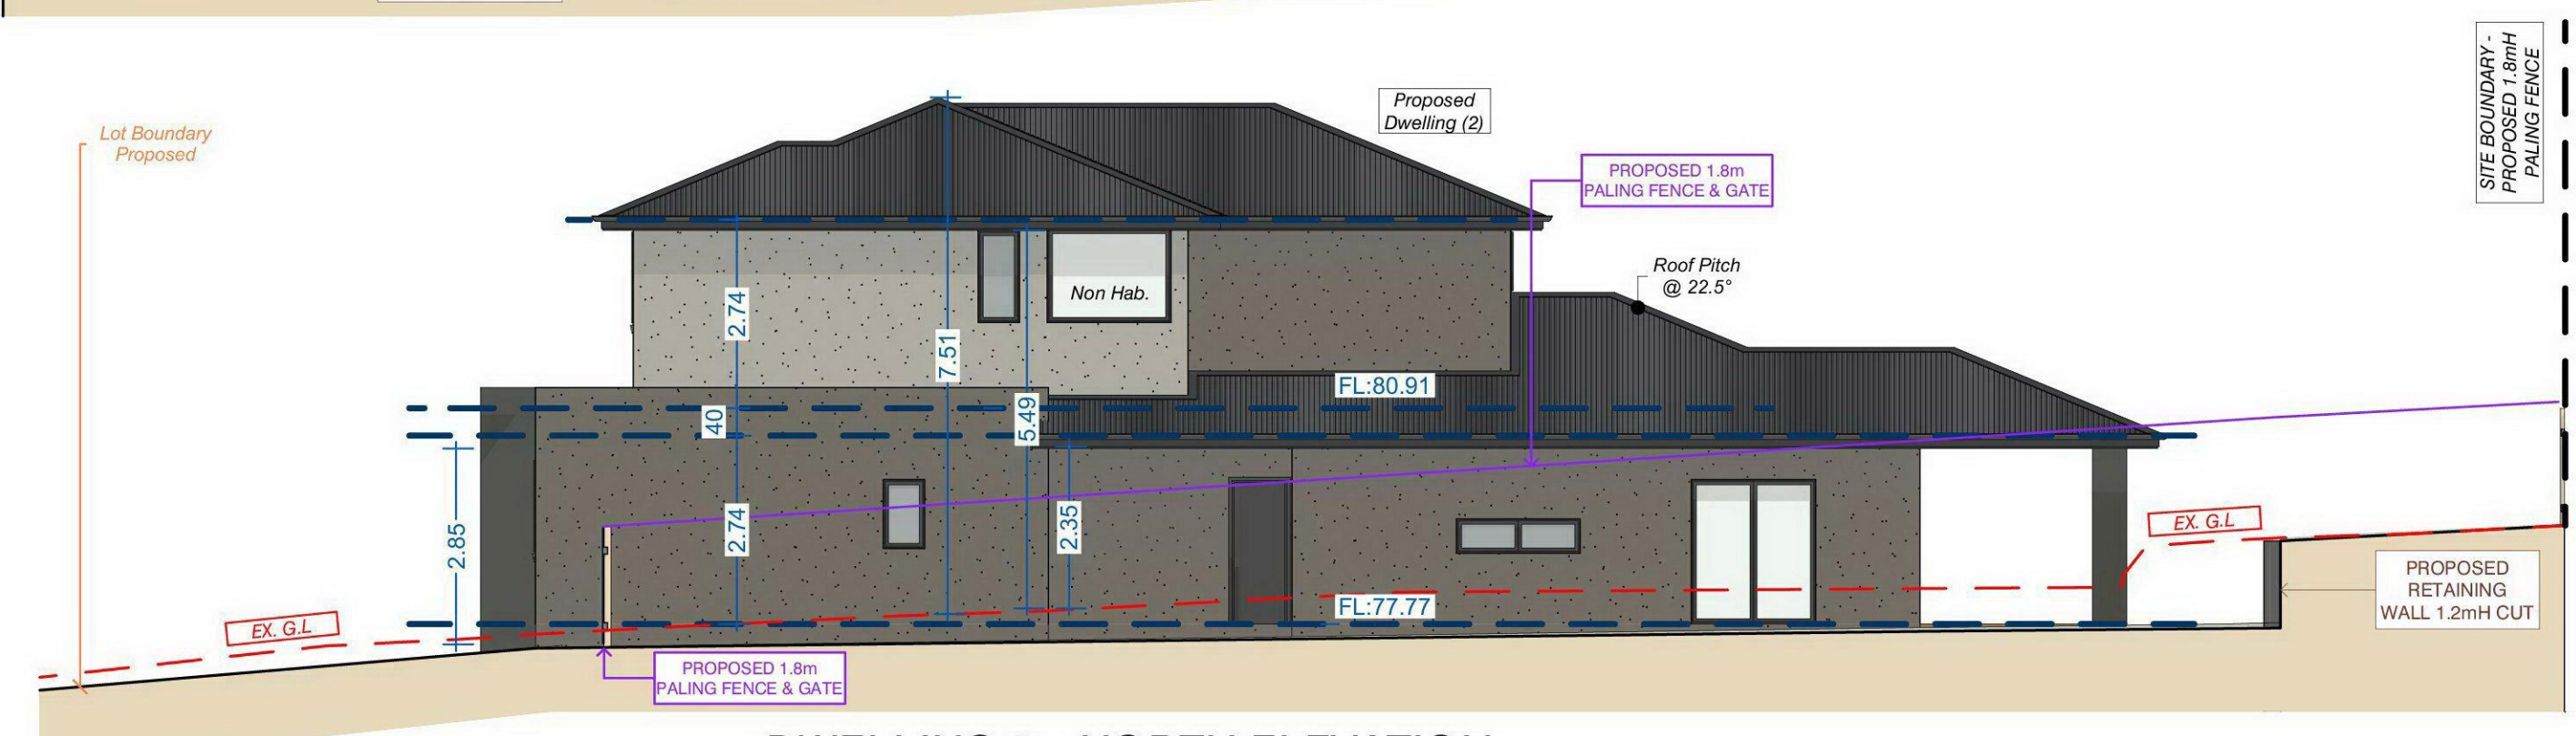 Lot Boundary
Proposed
Proposed
Dwelling (2)
PROPOSED 1.8m
PALING FENCE & GATE
SITE BOUNDARY -
PROPOSED 1.8mH
PALING FENCE
Roof Pitch
@ 22.5°
Non Hab.
2.74
7.51
FL:80.91
40
5.49
2.85
2.74
2.35
EX. G.L
EX. G.L
FL:77.77
PROPOSED
RETAINING
WALL 1.2mH CUT
PROPOSED 1.8m
PALING FENCE & GATE
NORTH ELEVATION